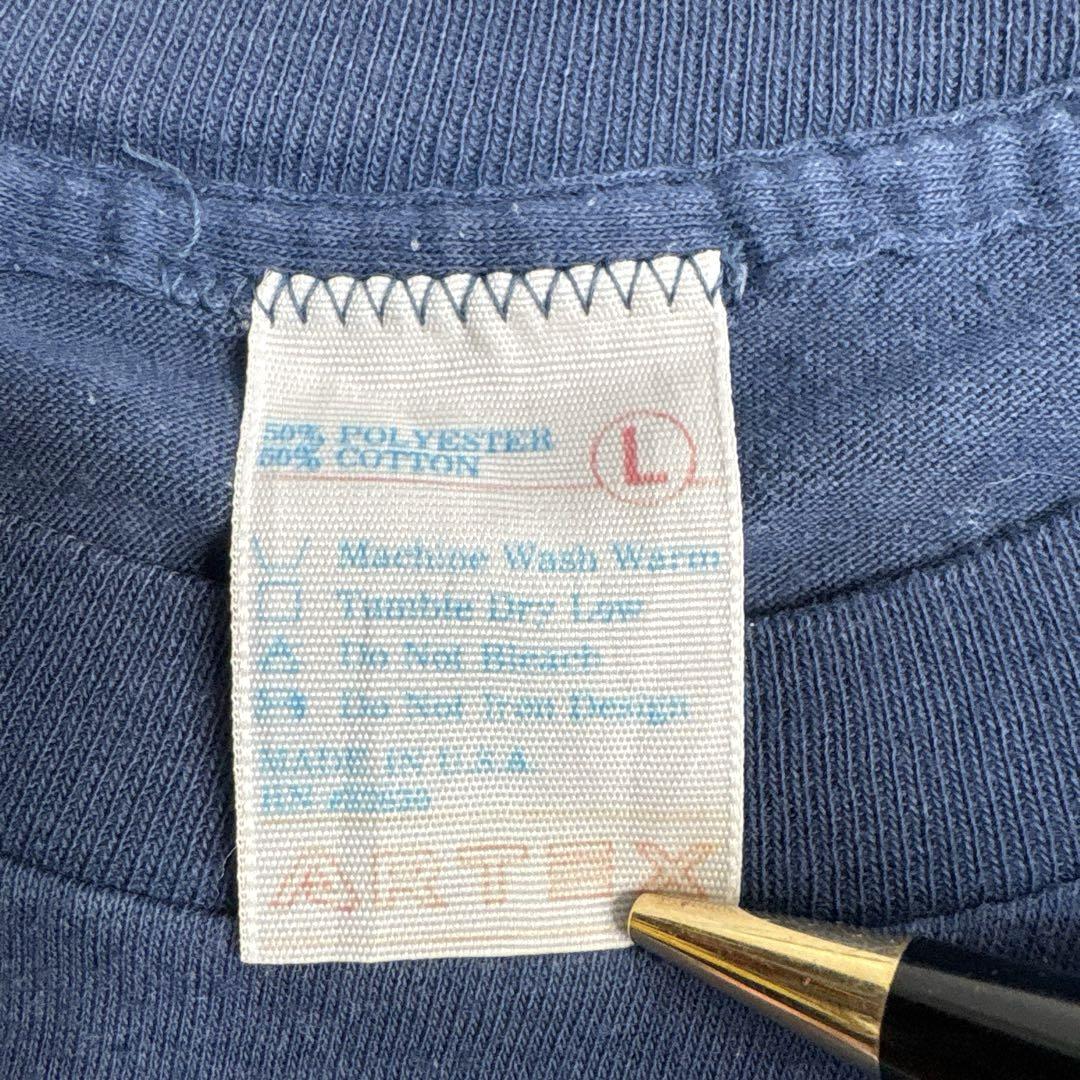 50% POLYESTER
50% COTTON
L
Machine Wash Warm
Tumble Dry Low
Do Not Bleach
Do Not Iron Design
MADE IN U.S.A.
RN
ARTEX